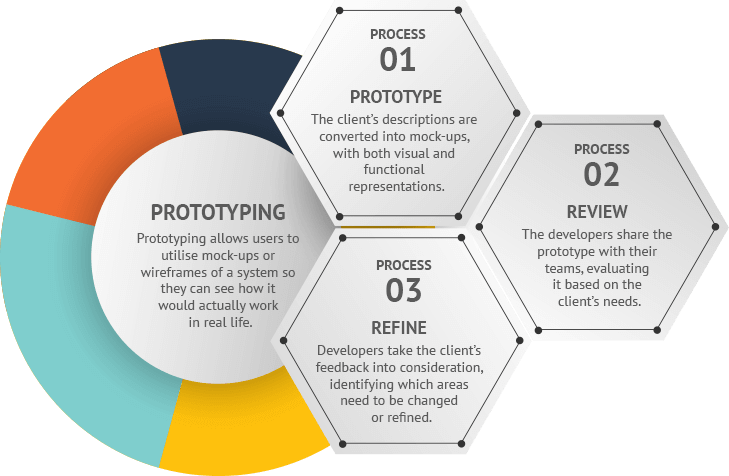 PROTOTYPING
Prototyping allows users to
utilise mock-ups or
wireframes of a system so
they can see how it
would actually work
in real life.
PROCESS
01
PROTOTYPE
The client's descriptions are
converted into mock-ups,
with both visual and
functional
representations.
PROCESS
02
REVIEW
The developers share the
prototype with their
teams, evaluating
it based on the
client's needs.
PROCESS
03
REFINE
Developers take the client's
feedback into consideration,
identifying which areas
need to be changed
or refined.